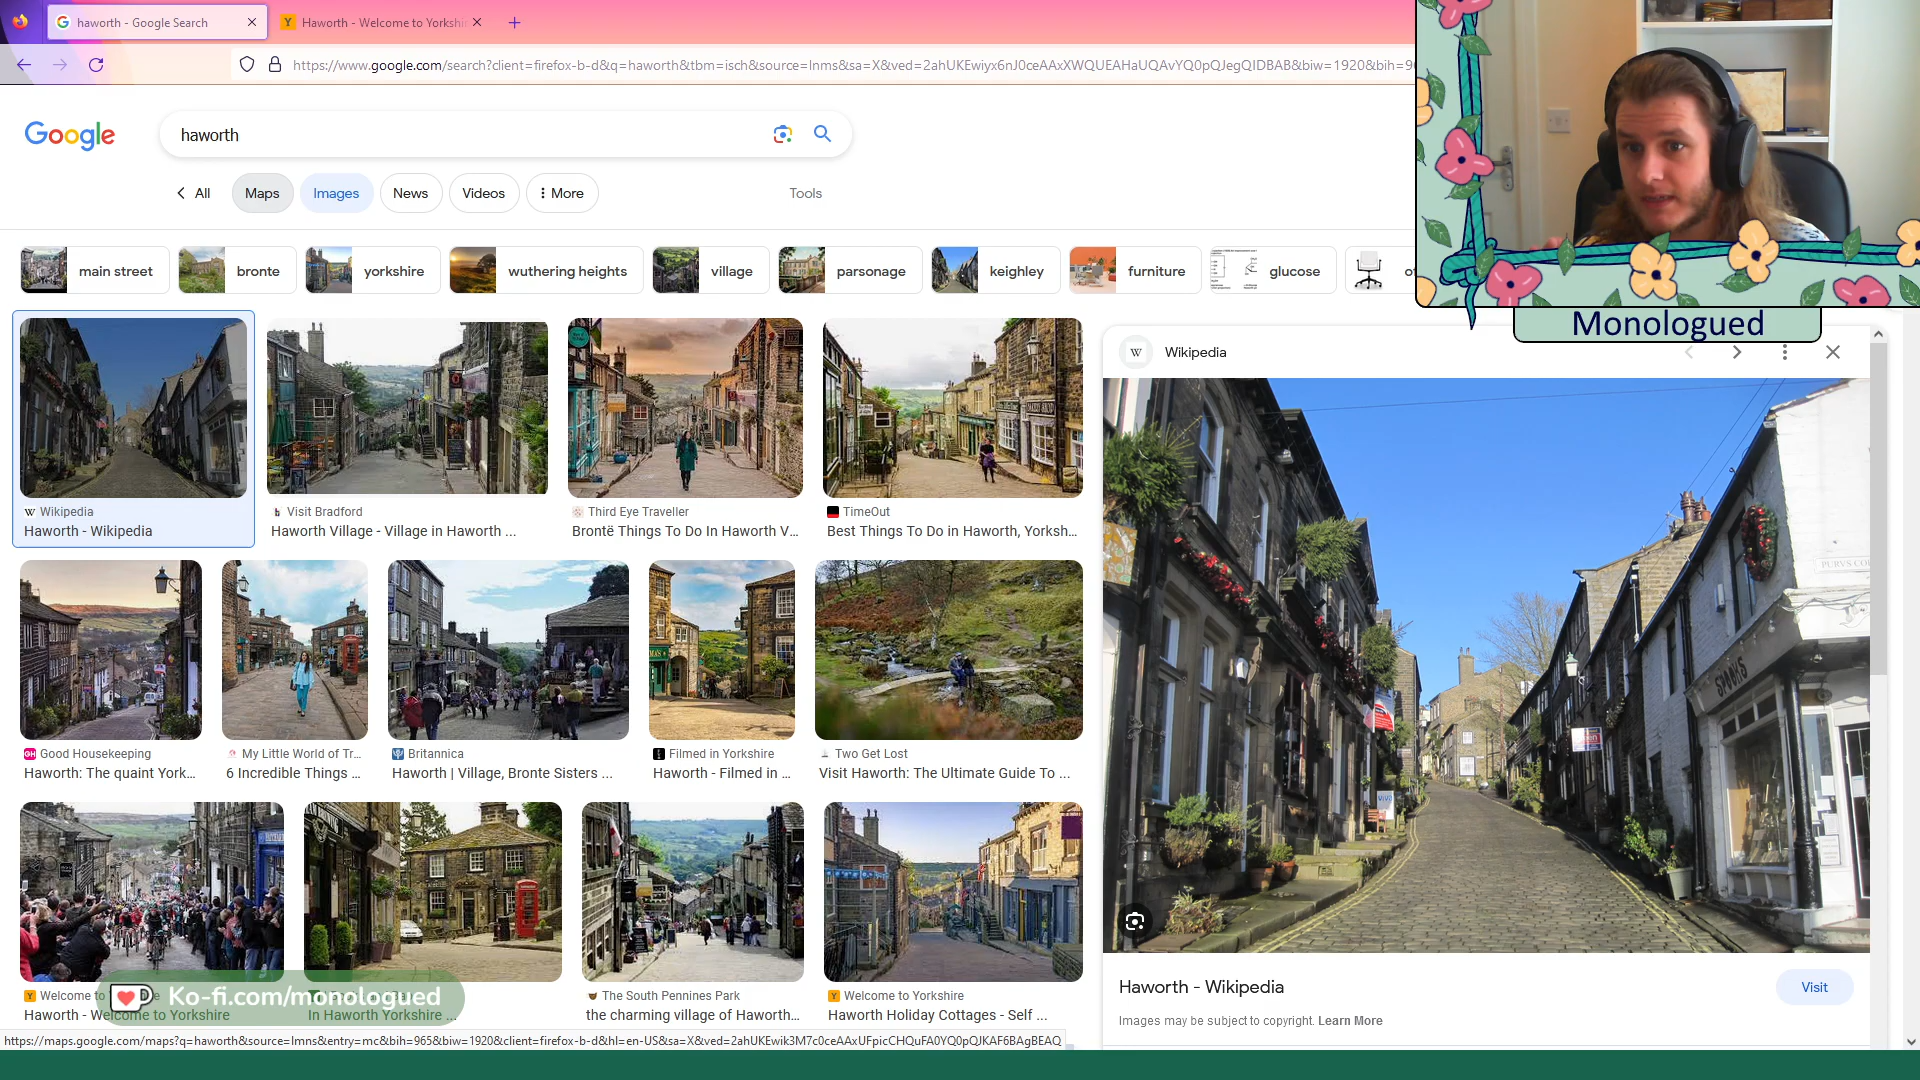 haworth - Google Search
Haworth - Welcome to Yorkshi
https://www.google.com/search?client=firefox-b-d&q=haworth&tbm=isch&source=lnms&sa=X&ved=2ahUKEwiyx6nJ0ceAAxXWQUEAHaUQAvYQ0pQJegQIDBAB&biw=1920&bih=9
Google
haworth
All
Maps
Images
News
Videos
More
Tools
main street
bronte
yorkshire
wuthering heights
village
parsonage
keighley
furniture
glucose
Monologued
W Wikipedia
Haworth - Wikipedia
Visit Bradford
Haworth Village - Village in Haworth ...
Third Eye Traveller
Brontë Things To Do In Haworth V...
TimeOut
Best Things To Do in Haworth, Yorksh...
GH Good Housekeeping
Haworth: The quaint York...
My Little World of Tr...
6 Incredible Things ...
Britannica
Haworth | Village, Bronte Sisters ...
Filmed in Yorkshire
Haworth - Filmed in ...
Two Get Lost
Visit Haworth: The Ultimate Guide To ...
Y Welcome to
Haworth - Welcome to Yorkshire
In Haworth Yorkshire ...
The South Pennines Park
the charming village of Haworth...
Y Welcome to Yorkshire
Haworth Holiday Cottages - Self ...
Ko-fi.com/monologued
W Wikipedia
SPOOKS
Haworth - Wikipedia
Visit
Images may be subject to copyright. Learn More
https://maps.google.com/maps?q=haworth&source=lnms&entry=mc&bih=965&biw=1920&client=firefox-b-d&hl=en-US&sa=X&ved=2ahUKEwik3M7c0ceAAxUFpicCHQuFA0YQ0pQJKAF6BAgBEAQ